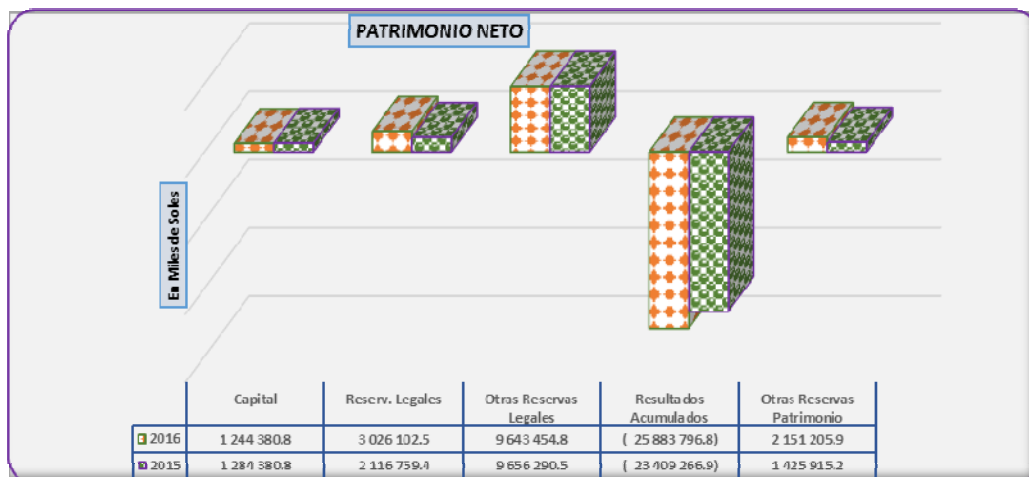 PATRIMONIO NETO
En Miles de Soles
Capital Reserv. Legales Otras Reservas Legales Resultados Acumulados Otras Reservas Patrimonio
2016 1 244 380.8 3 026 102.5 9 643 454.8 ( 25 883 796.8) 2 151 205.9
2015 1 284 380.8 2 116 759.4 9 656 290.5 ( 23 409 266.9) 1 425 915.2